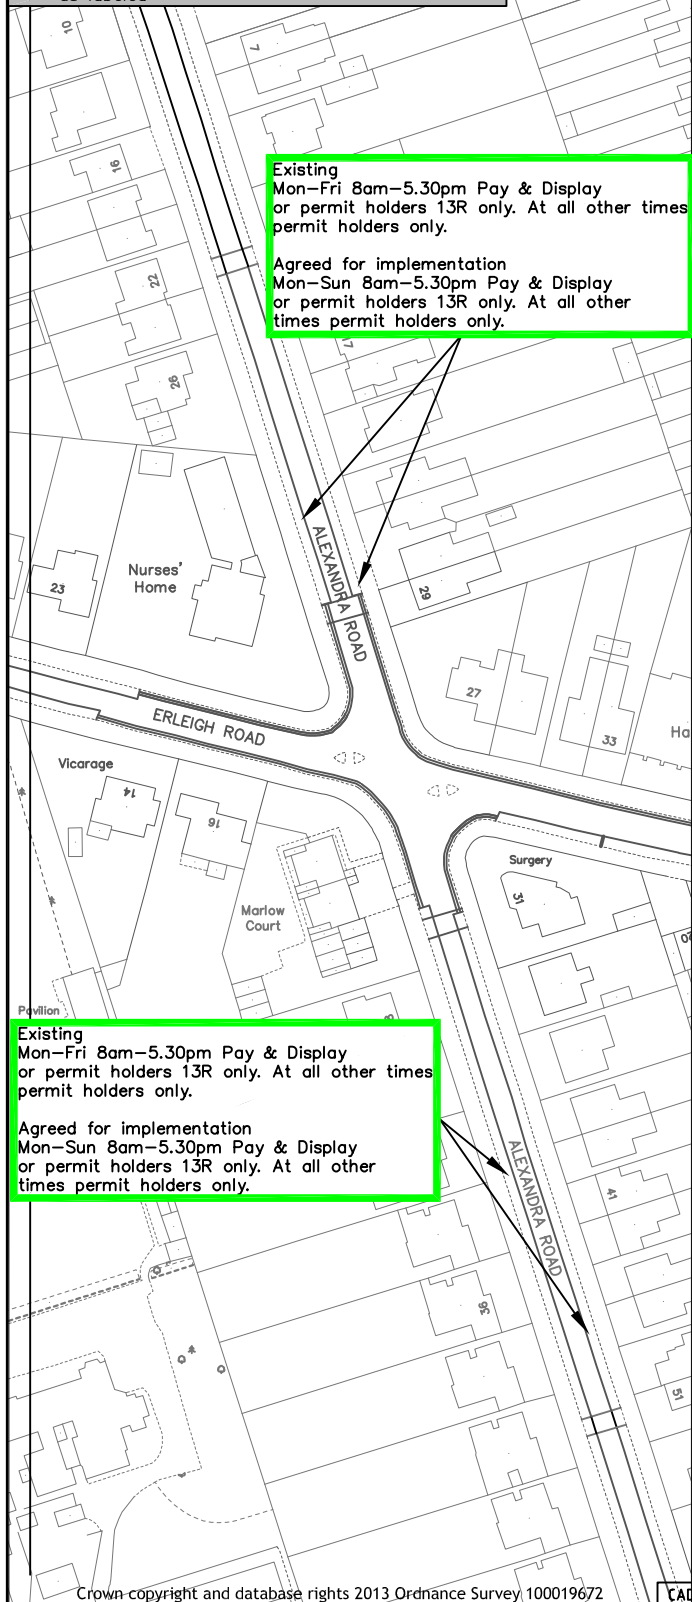 10
7
16
Existing
Mon-Fri 8am-5.30pm Pay & Display
or permit holders 13R only. At all other times
permit holders only.
Agreed for implementation
Mon-Sun 8am-5.30pm Pay & Display
or permit holders 13R only. At all other
times permit holders only.
22
17
26
ALEXANDRA ROAD
Nurses'
Home
23
29
27
33
Ha
ERLEIGH ROAD
Vicarage
14
16
Surgery
31
Marlow
Court
Pavilion
Existing
Mon-Fri 8am-5.30pm Pay & Display
or permit holders 13R only. At all other times
permit holders only.
Agreed for implementation
Mon-Sun 8am-5.30pm Pay & Display
or permit holders 13R only. At all other
times permit holders only.
ALEXANDRA ROAD
41
36
51
Crown copyright and database rights 2013 Ordnance Survey 100019672
CAD